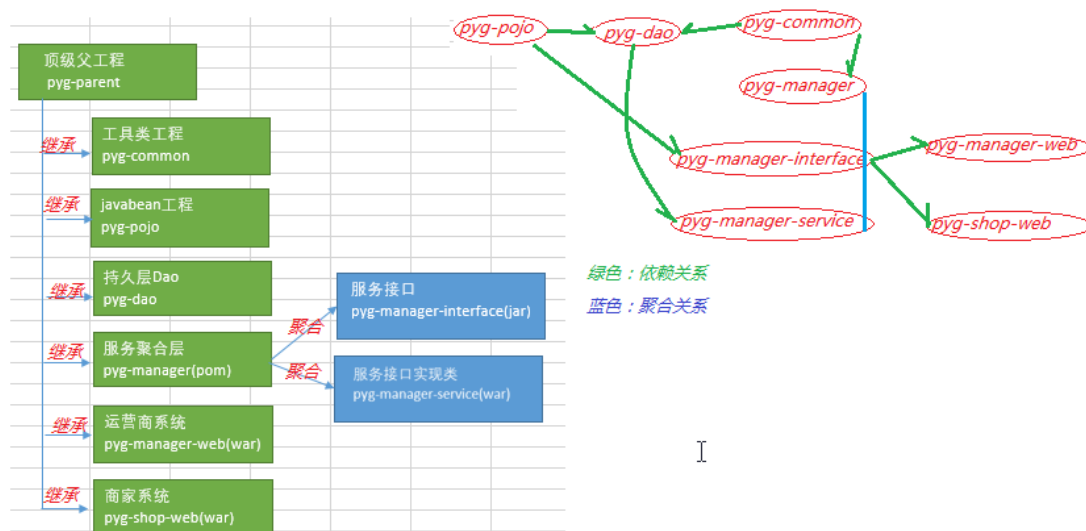 顶级父工程
pyg-parent
继承
工具类工程
pyg-common
继承
javabean工程
pyg-pojo
继承
持久层Dao
pyg-dao
继承
服务聚合层
pyg-manager(pom)
聚合
服务接口
pyg-manager-interface(jar)
聚合
服务接口实现类
pyg-manager-service(war)
继承
运营商系统
pyg-manager-web(war)
继承
商家系统
pyg-shop-web(war)
pyg-pojo
pyg-dao
pyg-common
pyg-manager
pyg-manager-interface
pyg-manager-web
pyg-manager-service
pyg-shop-web
绿色：依赖关系
蓝色：聚合关系